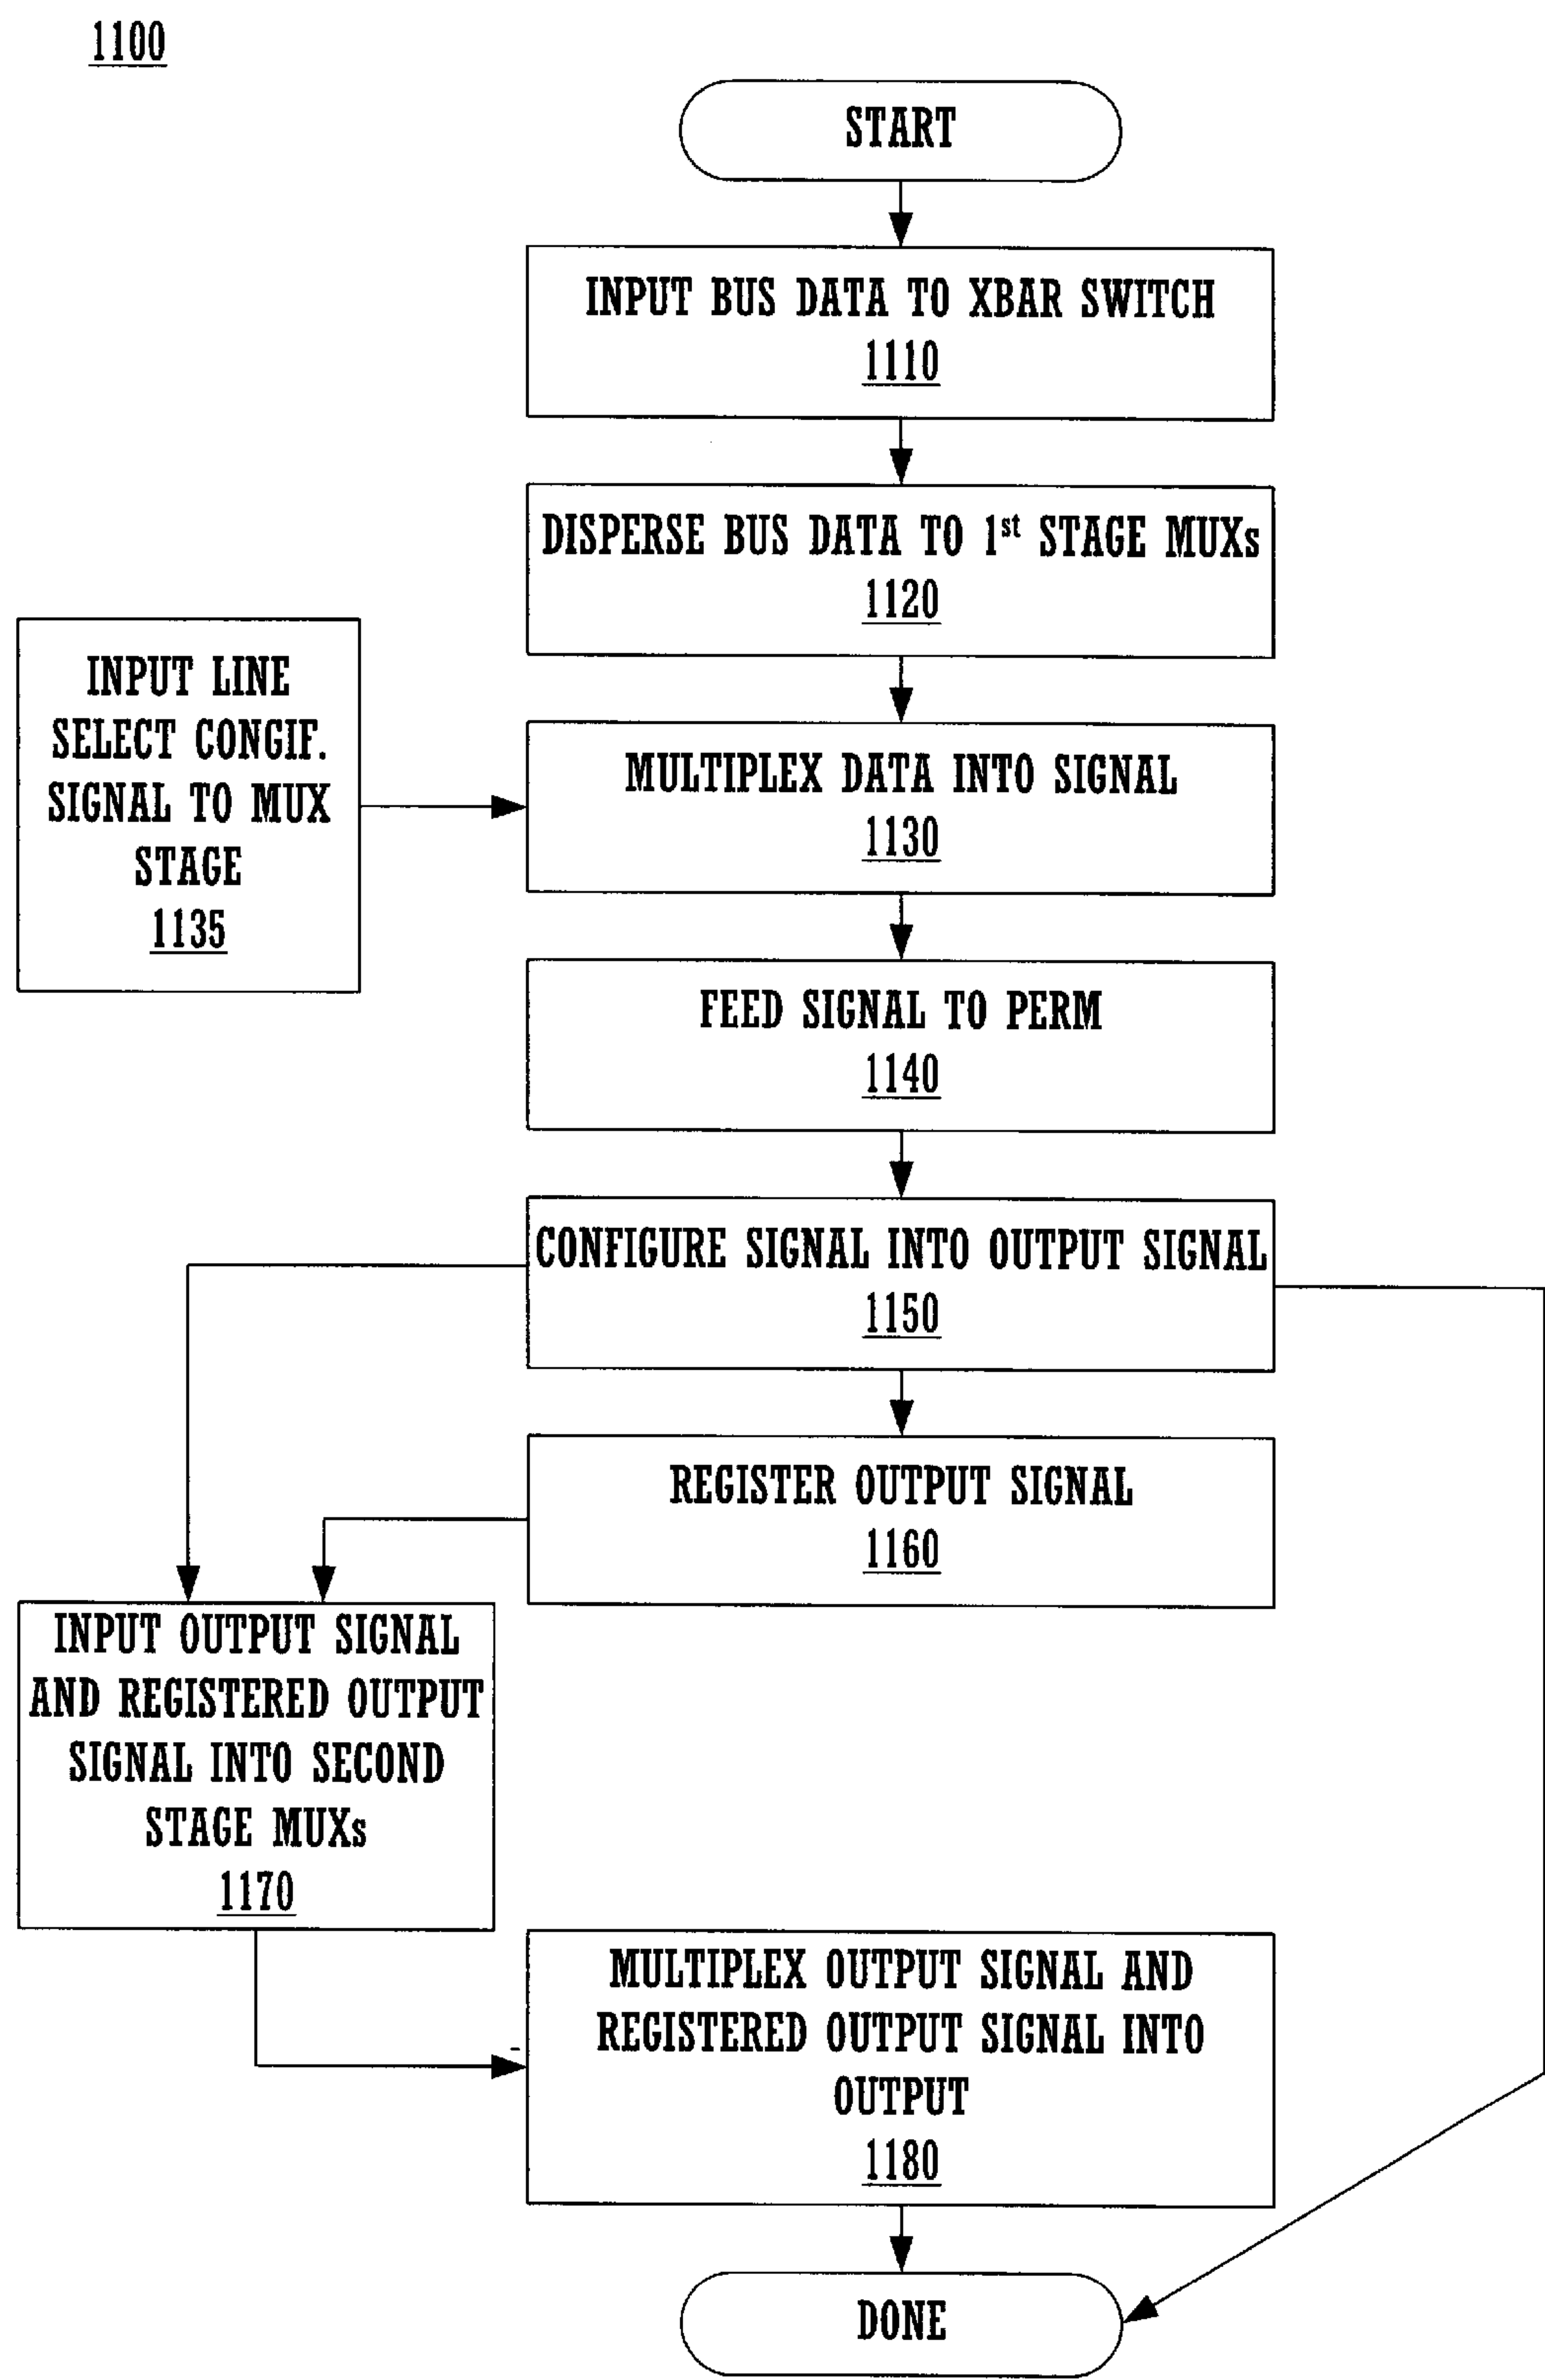 1100
START
INPUT BUS DATA TO XBAR SWITCH
1110
DISPERSE BUS DATA TO 1st STAGE MUXs
1120
INPUT LINE
SELECT CONGIF.
SIGNAL TO MUX
STAGE
1135
MULTIPLEX DATA INTO SIGNAL
1130
FEED SIGNAL TO PERM
1140
CONFIGURE SIGNAL INTO OUTPUT SIGNAL
1150
REGISTER OUTPUT SIGNAL
1160
INPUT OUTPUT SIGNAL
AND REGISTERED OUTPUT
SIGNAL INTO SECOND
STAGE MUXs
1170
MULTIPLEX OUTPUT SIGNAL AND
REGISTERED OUTPUT SIGNAL INTO
OUTPUT
1180
DONE